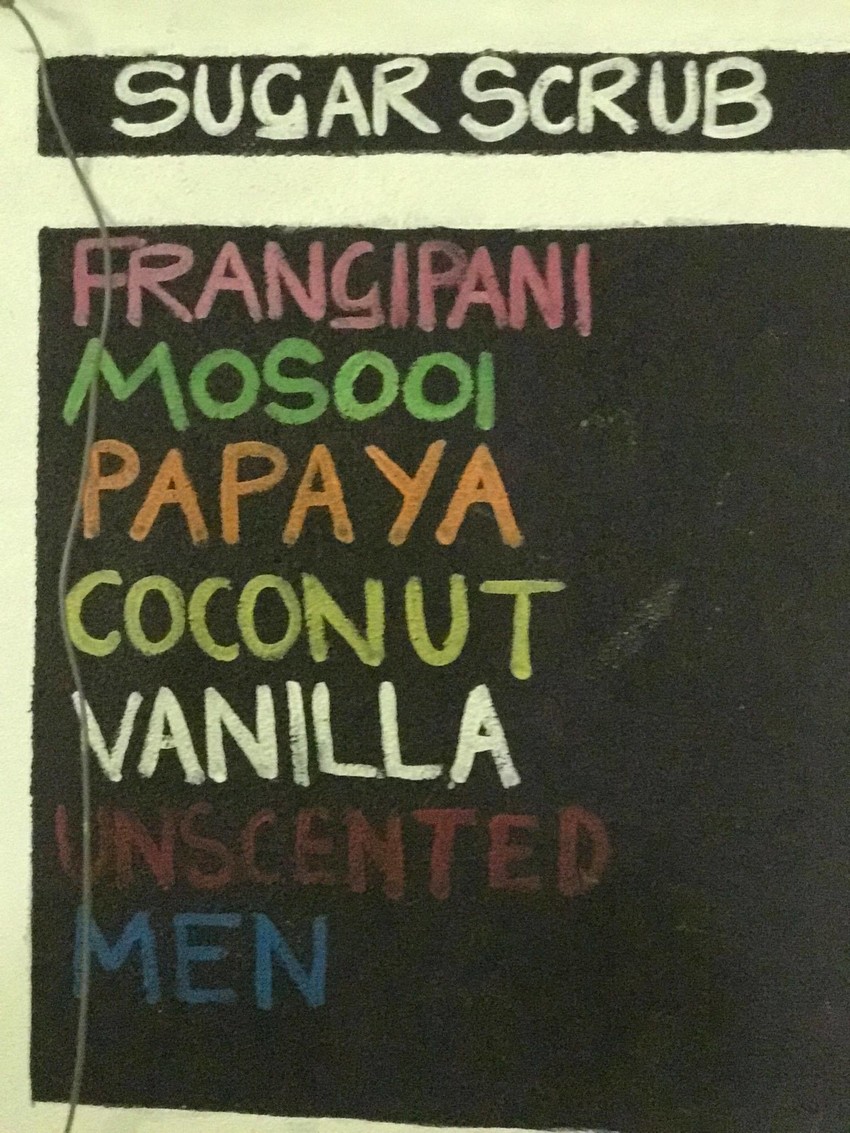 SUGAR SCRUB
FRANGIPANI
MOSOOI
PAPAYA
COCONUT
VANILLA
UNSCENTED
MEN